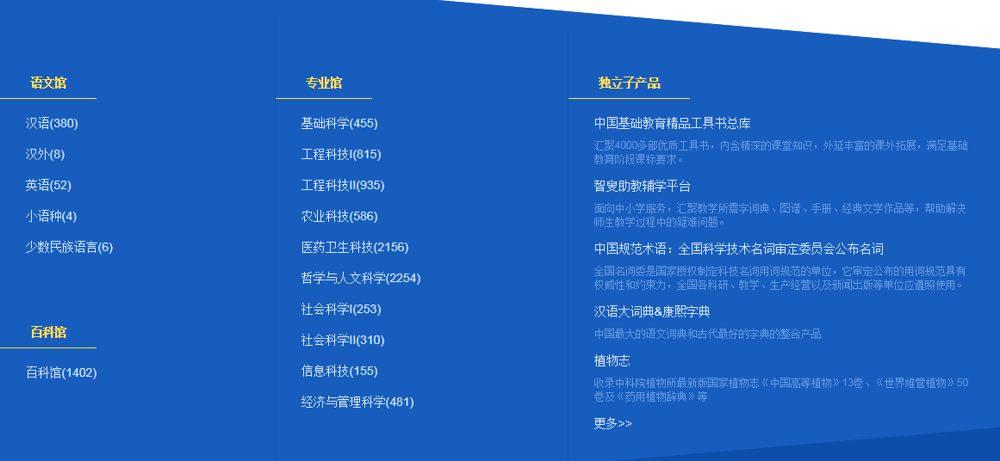 语文馆
汉语(380)
汉外(8)
英语(52)
小语种(4)
少数民族语言(6)
百科馆
百科馆(1402)
专业馆
基础科学(455)
工程科技I(815)
工程科技II(935)
农业科技(586)
医药卫生科技(2156)
哲学与人文科学(2254)
社会科学I(253)
社会科学II(310)
信息科技(155)
经济与管理科学(481)
独立子产品
中国基础教育精品工具书总库
汇聚4000多部优质工具书，内含精深的课堂知识，外延丰富的课外拓展，满足基础
教育阶段课标要求。
智叟助教辅学平台
面向中小学服务，汇聚教学所需字词典、图谱、手册、经典文学作品等，帮助解决
师生教学过程中的疑难问题。
中国规范术语：全国科学技术名词审定委员会公布名词
全国名词委是国家授权制定科技名词用词规范的单位，它审定公布的用词规范具有
权威性和约束力，全国各科研、教学、生产经营以及新闻出版等单位应遵照使用。
汉语大词典&康熙字典
中国最大的语文词典和古代最好的字典的整合产品
植物志
收录中科院植物所最新版国家植物志《中国高等植物》13卷、《世界维管植物》50
卷及《药用植物辞典》等
更多>>